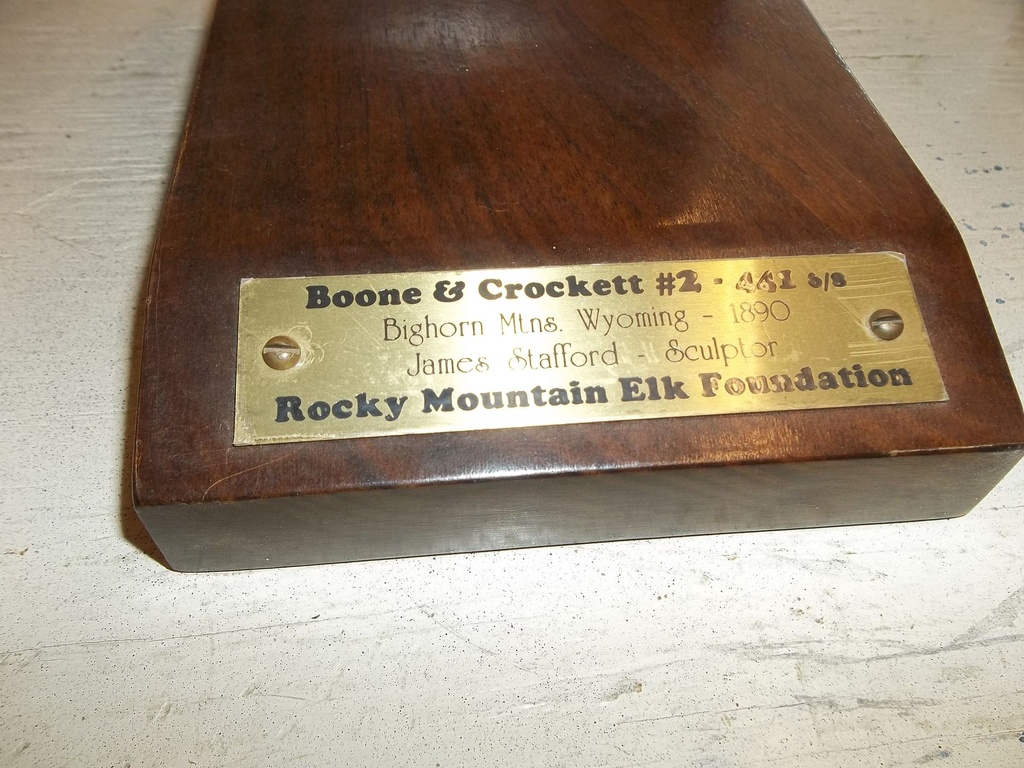 Boone & Crockett #2 - 441 5/8
Bighorn Mtns. Wyoming - 1890
James Stafford - Sculptor
Rocky Mountain Elk Foundation